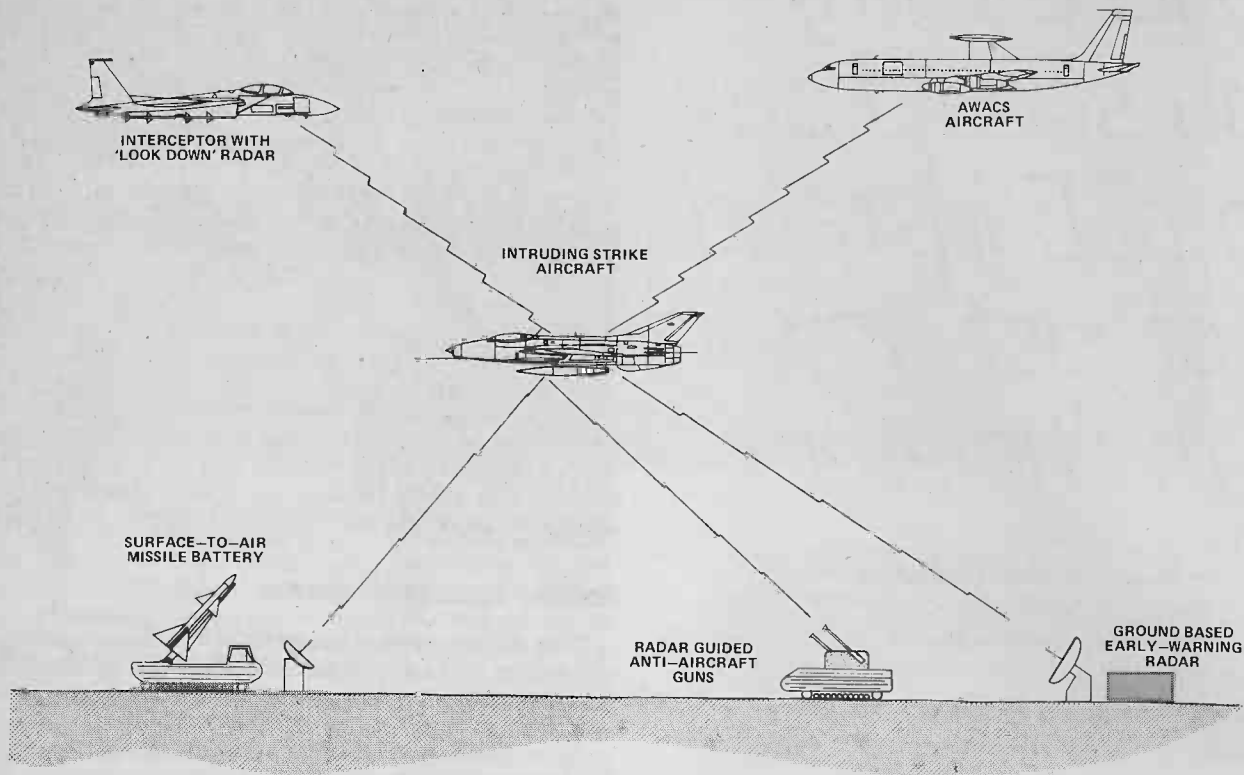 INTERCEPTOR WITH
'LOOK DOWN' RADAR
AWACS
AIRCRAFT
INTRUDING STRIKE
AIRCRAFT
SURFACE–TO–AIR
MISSILE BATTERY
RADAR GUIDED
ANTI–AIRCRAFT
GUNS
GROUND BASED
EARLY–WARNING
RADAR